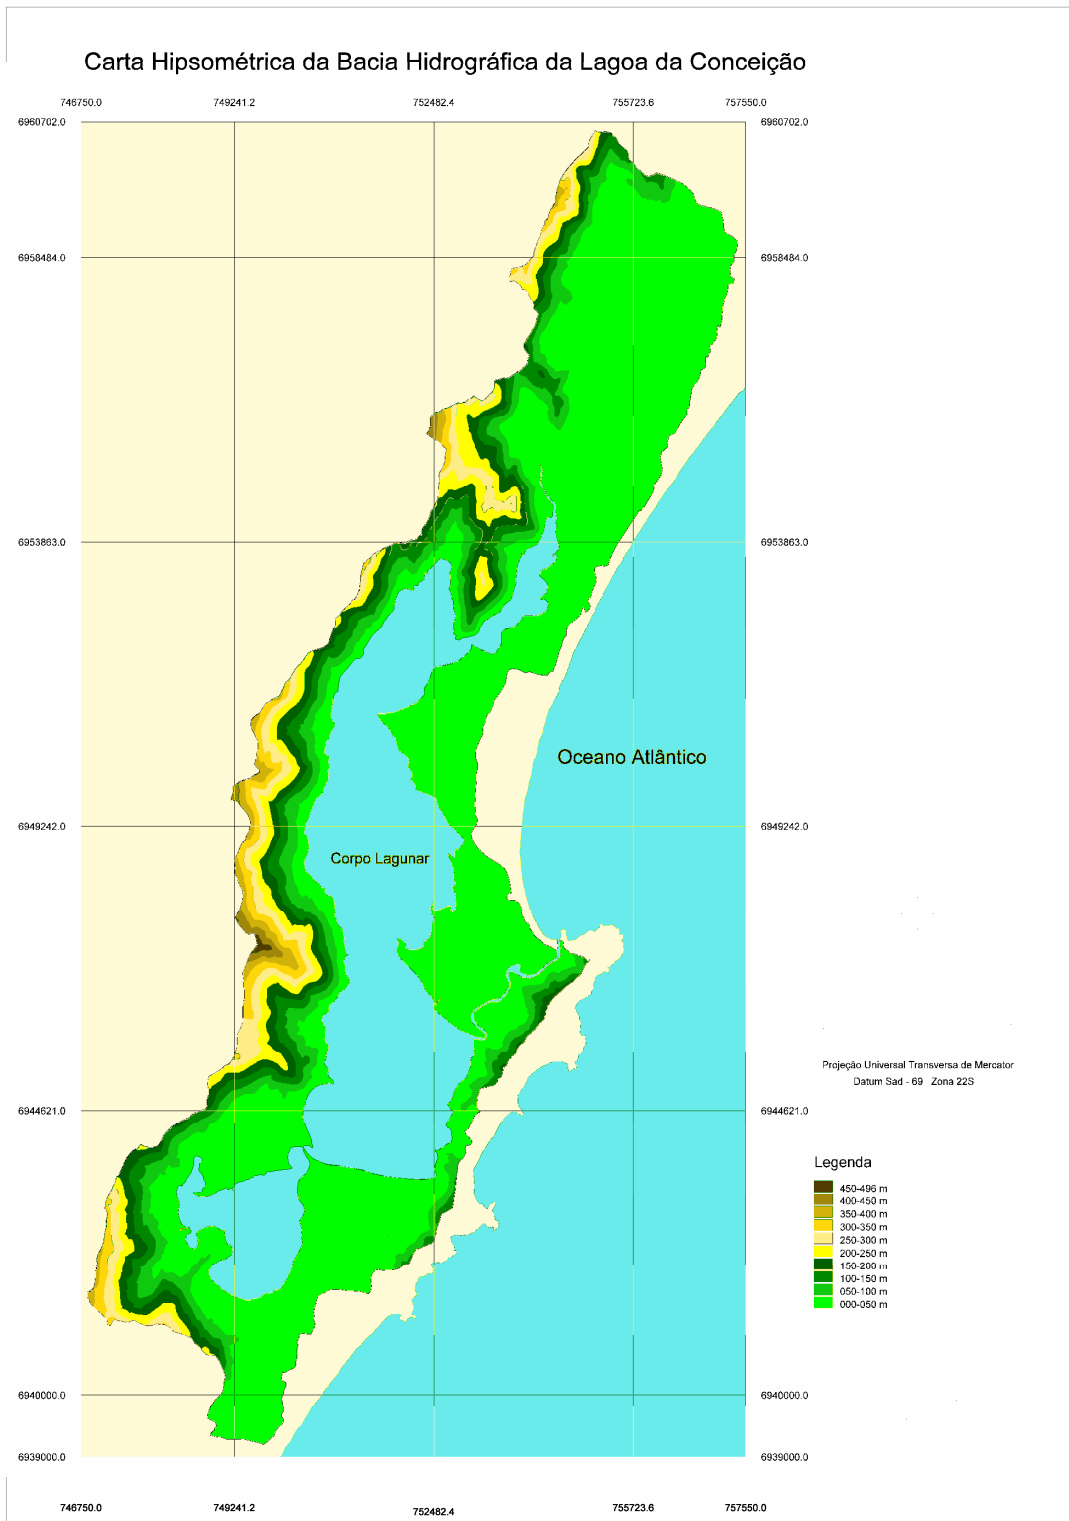 Carta Hipsométrica da Bacia Hidrográfica da Lagoa da Conceição
746750.0 749241.2 752482.4 755723.6 757550.0
6960702.0 6960702.0
6958484.0 6958484.0
6953863.0 6953863.0
Oceano Atlântico
6949242.0 6949242.0
Corpo Lagunar
Projeção Universal Transversa de Mercator
Datum Sad - 69 Zona 22S
6944621.0 6944621.0
Legenda
450-496 m
400-450 m
350-400 m
300-350 m
250-300 m
200-250 m
150-200 m
100-150 m
050-100 m
000-050 m
6940000.0 6940000.0
6939000.0 6939000.0
746750.0 749241.2 752482.4 755723.6 757550.0